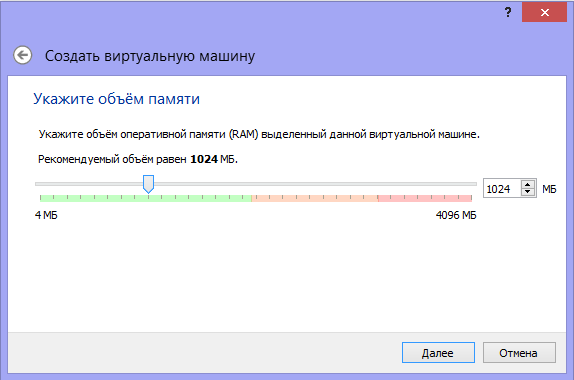 ?
Создать виртуальную машину
Укажите объём памяти
Укажите объём оперативной памяти (RAM) выделенный данной виртуальной машине.
Рекомендуемый объём равен 1024 МБ.
1024 МБ
4 МБ 4096 МБ
Далее Отмена